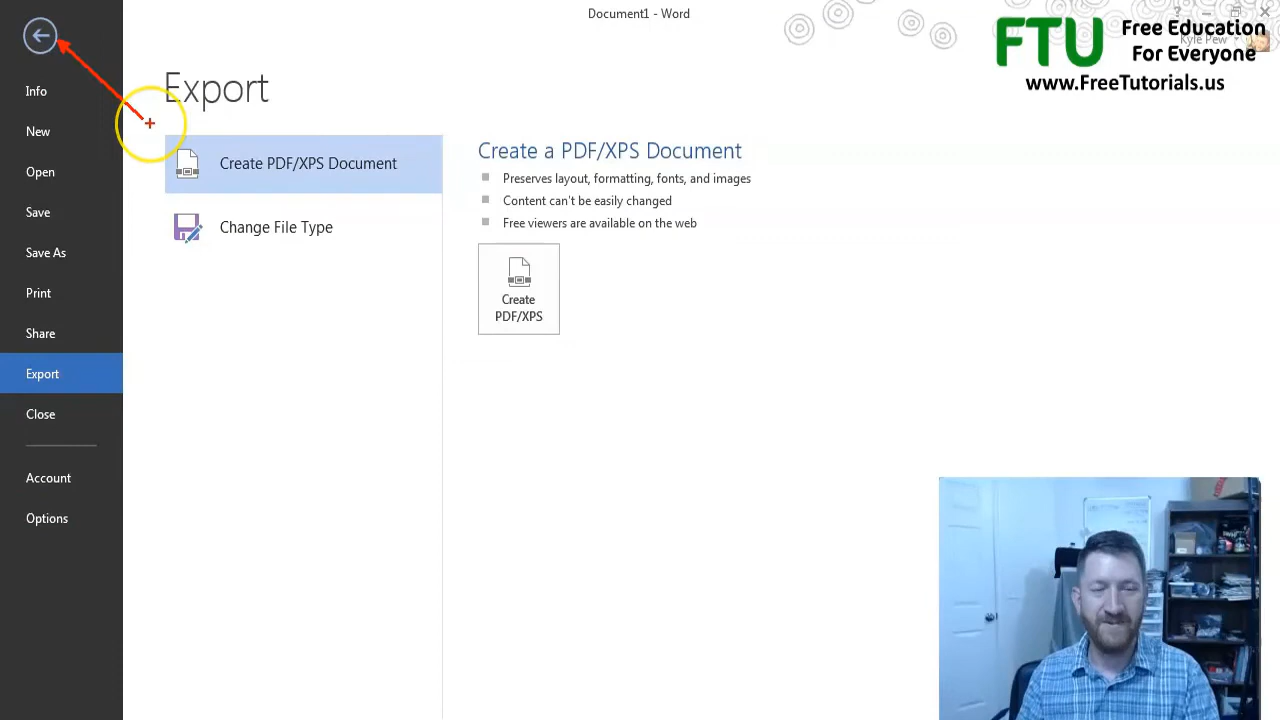 Document1 - Word
?
FTU
Free Education
For Everyone
Kyle Pew
www.FreeTutorials.us
Info
New
Open
Save
Save As
Print
Share
Export
Close
Account
Options
Export
Create PDF/XPS Document
Change File Type
Create a PDF/XPS Document
Preserves layout, formatting, fonts, and images
Content can't be easily changed
Free viewers are available on the web
Create
PDF/XPS